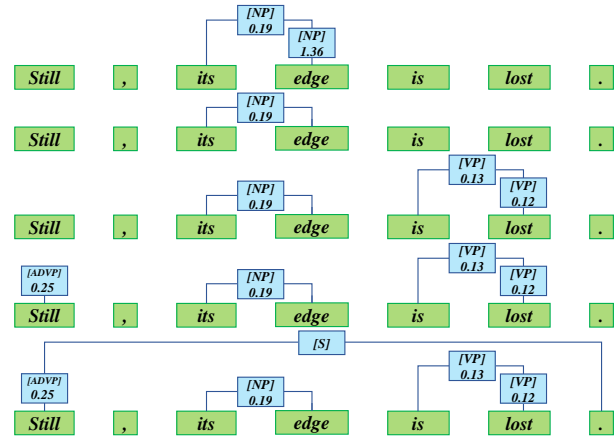 [NP]
0.19
[NP]
1.36
Still , its edge is lost .
[NP]
0.19
Still , its edge is lost .
[VP]
0.13
[NP]
0.19
[VP]
0.12
Still , its edge is lost .
[VP]
0.13
[ADVP]
0.25
[NP]
0.19
[VP]
0.12
Still , its edge is lost .
[S]
[VP]
0.13
[ADVP]
0.25
[NP]
0.19
[VP]
0.12
Still , its edge is lost .